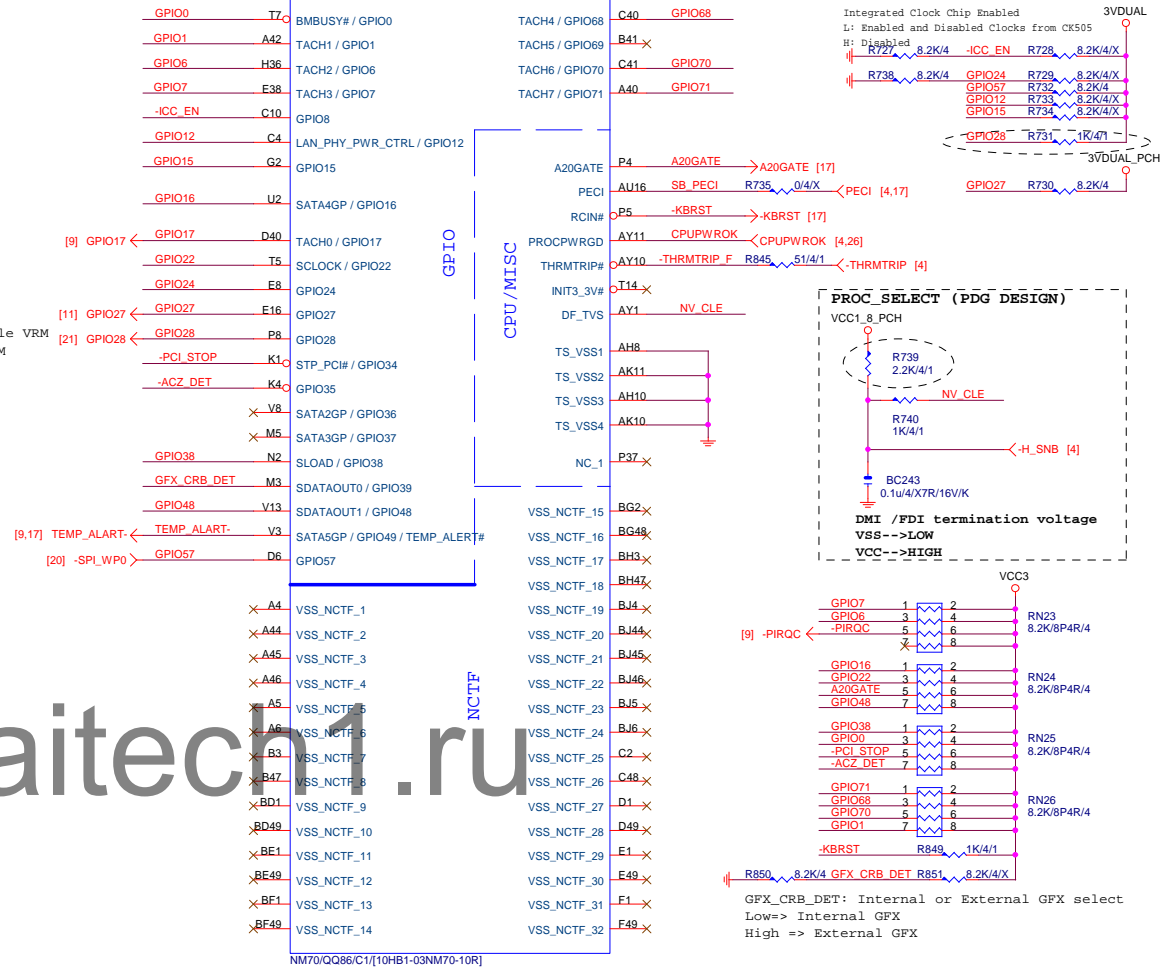 GPIO0 T7 BMBUSY# / GPIO0
GPIO1 A42 TACH1 / GPIO1
GPIO6 H36 TACH2 / GPIO6
GPIO7 E38 TACH3 / GPIO7
-ICC_EN C10 GPIO8
GPIO12 C4 LAN_PHY_PWR_CTRL / GPIO12
GPIO15 G2 GPIO15
GPIO16 U2 SATA4GP / GPIO16
[9] GPIO17 GPIO17 D40 TACH0 / GPIO17
GPIO22 T5 SCLOCK / GPIO22
GPIO24 E8 GPIO24
[11] GPIO27 GPIO27 E16 GPIO27
le VRM
M
[21] GPIO28 GPIO28 P8 GPIO28
-PCI_STOP K1 STP_PCI# / GPIO34
-ACZ_DET K4 GPIO35
V8 SATA2GP / GPIO36
M5 SATA3GP / GPIO37
GPIO38 N2 SLOAD / GPIO38
GFX_CRB_DET M3 SDATAOUT0 / GPIO39
GPIO48 V13 SDATAOUT1 / GPIO48
[9,17] TEMP_ALART- TEMP_ALART- V3 SATA5GP / GPIO49 / TEMP_ALERT#
[20] -SPI_WP0 GPIO57 D6 GPIO57
A4 VSS_NCTF_1
A44 VSS_NCTF_2
A45 VSS_NCTF_3
A46 VSS_NCTF_4
A5 VSS_NCTF_5
A6 VSS_NCTF_6
B3 VSS_NCTF_7
B47 VSS_NCTF_8
BD1 VSS_NCTF_9
BD49 VSS_NCTF_10
BE1 VSS_NCTF_11
BE49 VSS_NCTF_12
BF1 VSS_NCTF_13
BF49 VSS_NCTF_14
GPIO
CPU/MISC
NCTF
TACH4 / GPIO68 C40 GPIO68
TACH5 / GPIO69 B41
TACH6 / GPIO70 C41 GPIO70
TACH7 / GPIO71 A40 GPIO71
A20GATE P4 A20GATE A20GATE [17]
PECI AU16 SB_PECI R735 0/4/X PECI [4,17]
RCIN# P5 -KBRST -KBRST [17]
PROCPWRGD AY11 CPUPWROK CPUPWROK [4,26]
THRMTRIP# AY10 -THRMTRIP_F R845 51/4/1 -THRMTRIP [4]
INIT3_3V# T14
DF_TVS AY1 NV_CLE
TS_VSS1 AH8
TS_VSS2 AK11
TS_VSS3 AH10
TS_VSS4 AK10
NC_1 P37
VSS_NCTF_15 BG2
VSS_NCTF_16 BG48
VSS_NCTF_17 BH3
VSS_NCTF_18 BH47
VSS_NCTF_19 BJ4
VSS_NCTF_20 BJ44
VSS_NCTF_21 BJ45
VSS_NCTF_22 BJ46
VSS_NCTF_23 BJ5
VSS_NCTF_24 BJ6
VSS_NCTF_25 C2
VSS_NCTF_26 C48
VSS_NCTF_27 D1
VSS_NCTF_28 D49
VSS_NCTF_29 E1
VSS_NCTF_30 E49
VSS_NCTF_31 F1
VSS_NCTF_32 F49
NM70/QQ86/C1/[10HB1-03NM70-10R]
aitech1.ru
Integrated Clock Chip Enabled
L: Enabled and Disabled Clocks from CK505
H: Disabled
3VDUAL
R727 8.2K/4 -ICC_EN R728 8.2K/4/X
R738 8.2K/4 GPIO24 R729 8.2K/4/X
GPIO57 R732 8.2K/4
GPIO12 R733 8.2K/4/X
GPIO15 R734 8.2K/4/X
GPIO28 R731 1K/4/1
3VDUAL_PCH
GPIO27 R730 8.2K/4
PROC_SELECT (PDG DESIGN)
VCC1_8_PCH
R739
2.2K/4/1
NV_CLE
R740
1K/4/1
-H_SNB [4]
BC243
0.1u/4/X7R/16V/K
DMI /FDI termination voltage
VSS-->LOW
VCC-->HIGH
VCC3
GPIO7 1 2
GPIO6 3 4
[9] -PIRQC -PIRQC 5 6
7 8
RN23
8.2K/8P4R/4
GPIO16 1 2
GPIO22 3 4
A20GATE 5 6
GPIO48 7 8
RN24
8.2K/8P4R/4
GPIO38 1 2
GPIO0 3 4
-PCI_STOP 5 6
-ACZ_DET 7 8
RN25
8.2K/8P4R/4
GPIO71 1 2
GPIO68 3 4
GPIO70 5 6
GPIO1 7 8
RN26
8.2K/8P4R/4
-KBRST R849 1K/4/1
R850 8.2K/4 GFX_CRB_DET R851 8.2K/4/X
GFX_CRB_DET: Internal or External GFX select
Low=> Internal GFX
High => External GFX